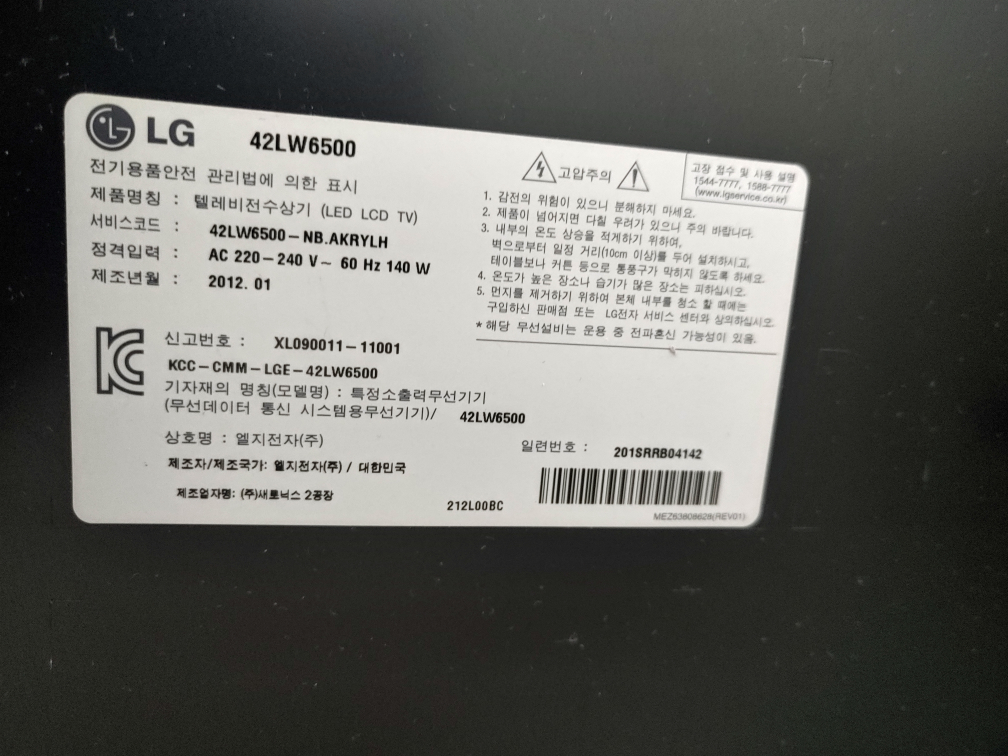 LG 42LW6500
전기용품안전 관리법에 의한 표시
제품명칭 : 텔레비전수상기 (LED LCD TV)
서비스코드 : 42LW6500-NB.AKRYLH
정격입력 : AC 220-240 V~ 60 Hz 140 W
제조년월 : 2012. 01
고압주의
고장 접수 및 사용 설명
1544-7777, 1588-7777
(www.lgservice.co.kr)
1. 감전의 위험이 있으니 분해하지 마세요.
2. 제품이 넘어지면 다칠 우려가 있으니 주의 바랍니다.
3. 내부의 온도 상승을 적게하기 위하여,
벽으로부터 일정 거리(10cm 이상)를 두어 설치하시고,
테이블보나 커튼 등으로 통풍구가 막히지 않도록 하세요.
4. 온도가 높은 장소나 습기가 많은 장소는 피하십시오.
5. 먼지를 제거하기 위하여 본체 내부를 청소 할 때에는
구입하신 판매점 또는 LG전자 서비스 센터와 상의하십시오.
* 해당 무선설비는 운용 중 전파혼신 가능성이 있음.
신고번호 : XL090011-11001
KCC-CMM-LGE-42LW6500
기자재의 명칭(모델명) : 특정소출력무선기기
(무선데이터 통신 시스템용무선기기)/ 42LW6500
상호명 : 엘지전자(주)
제조자/제조국가: 엘지전자(주) / 대한민국
제조업자명: (주)새로닉스 2공장
212L00BC
일련번호 : 201SRRB04142
MEZ63808628(REV01)